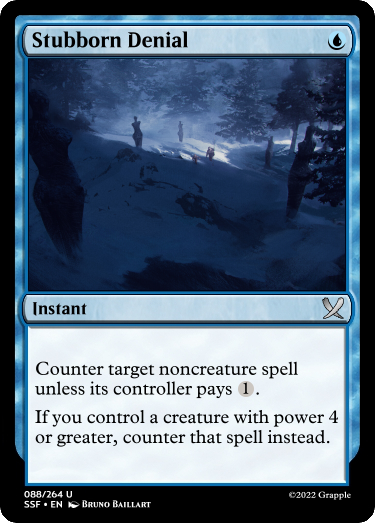 Stubborn Denial
Instant
Counter target noncreature spell
unless its controller pays 1.
If you control a creature with power 4
or greater, counter that spell instead.
088/264 U
SSF • EN Bruno Baillart
©2022 Grapple